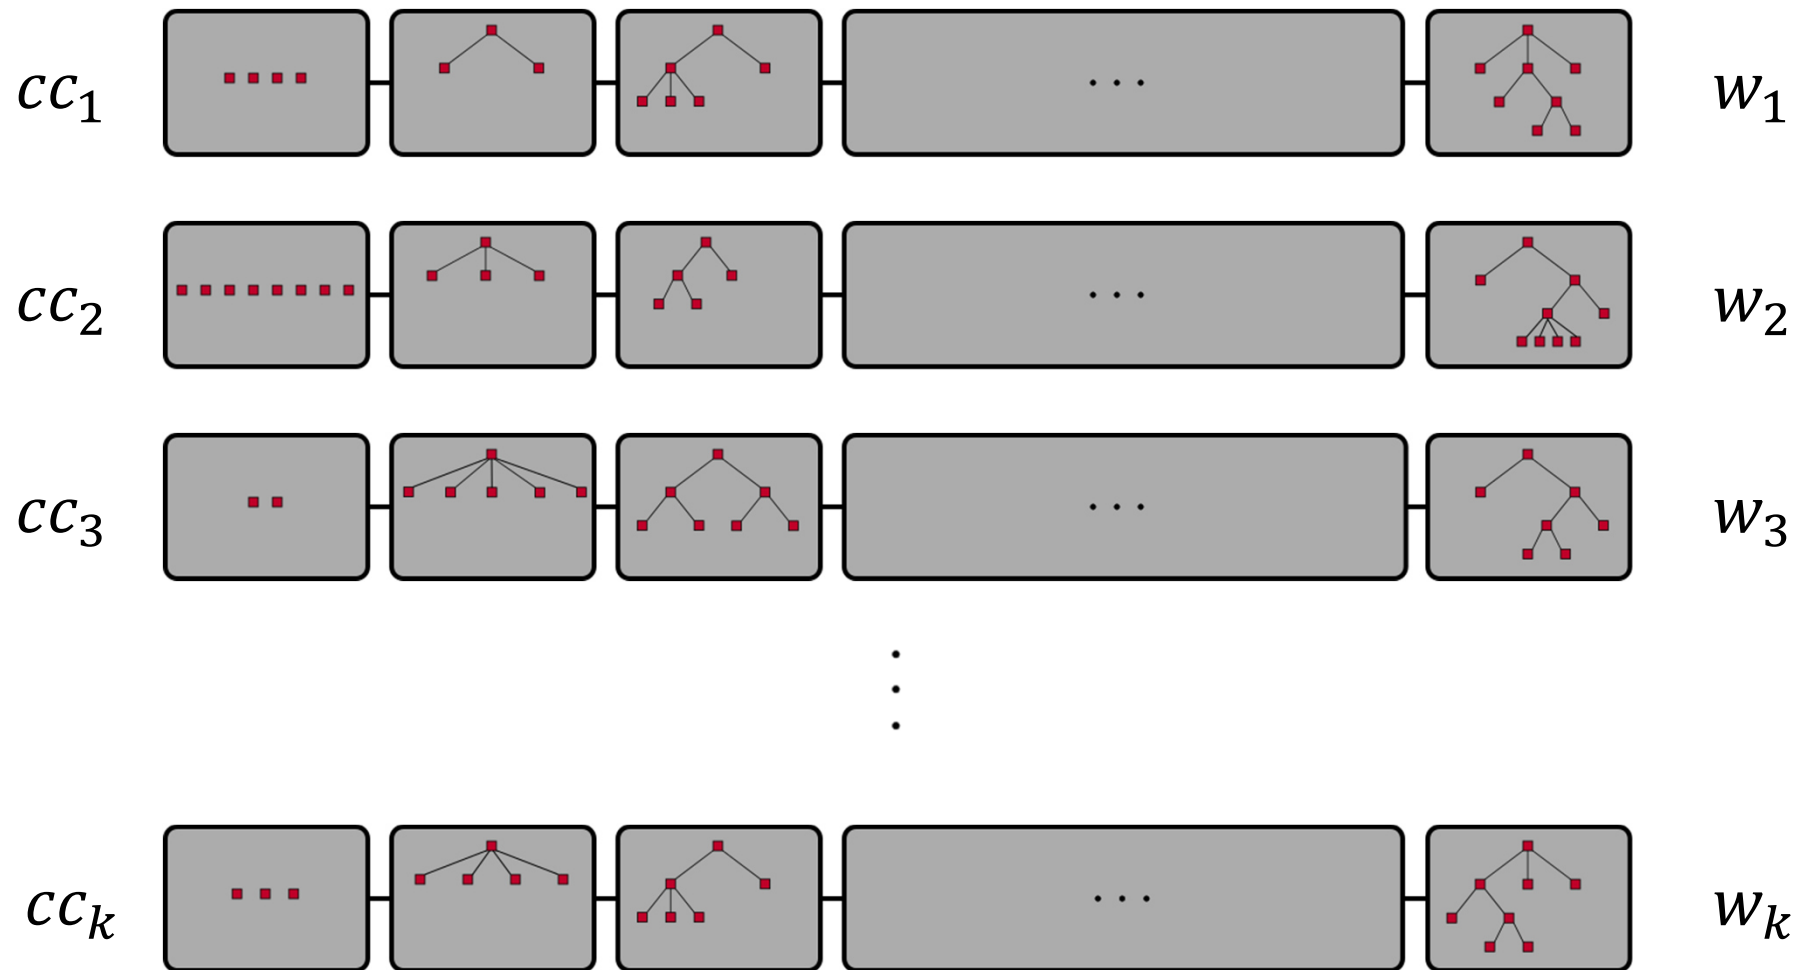 cc₁ . . . w₁
cc₂ . . . w₂
cc₃ . . . w₃
.
.
.
ccₖ . . . wₖ